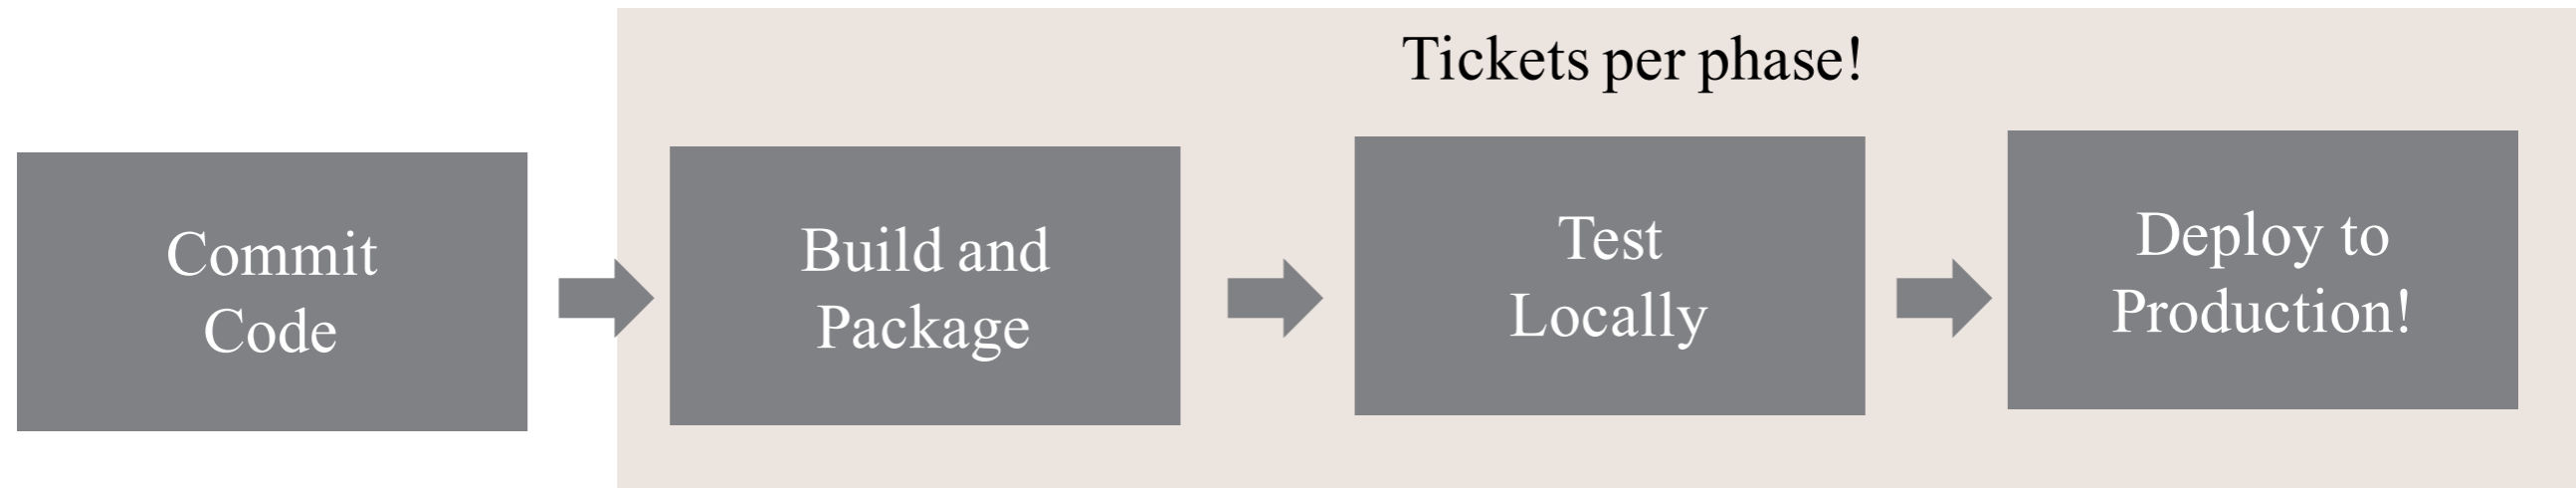 Tickets per phase!
Commit
Code
Build and
Package
Test
Locally
Deploy to
Production!